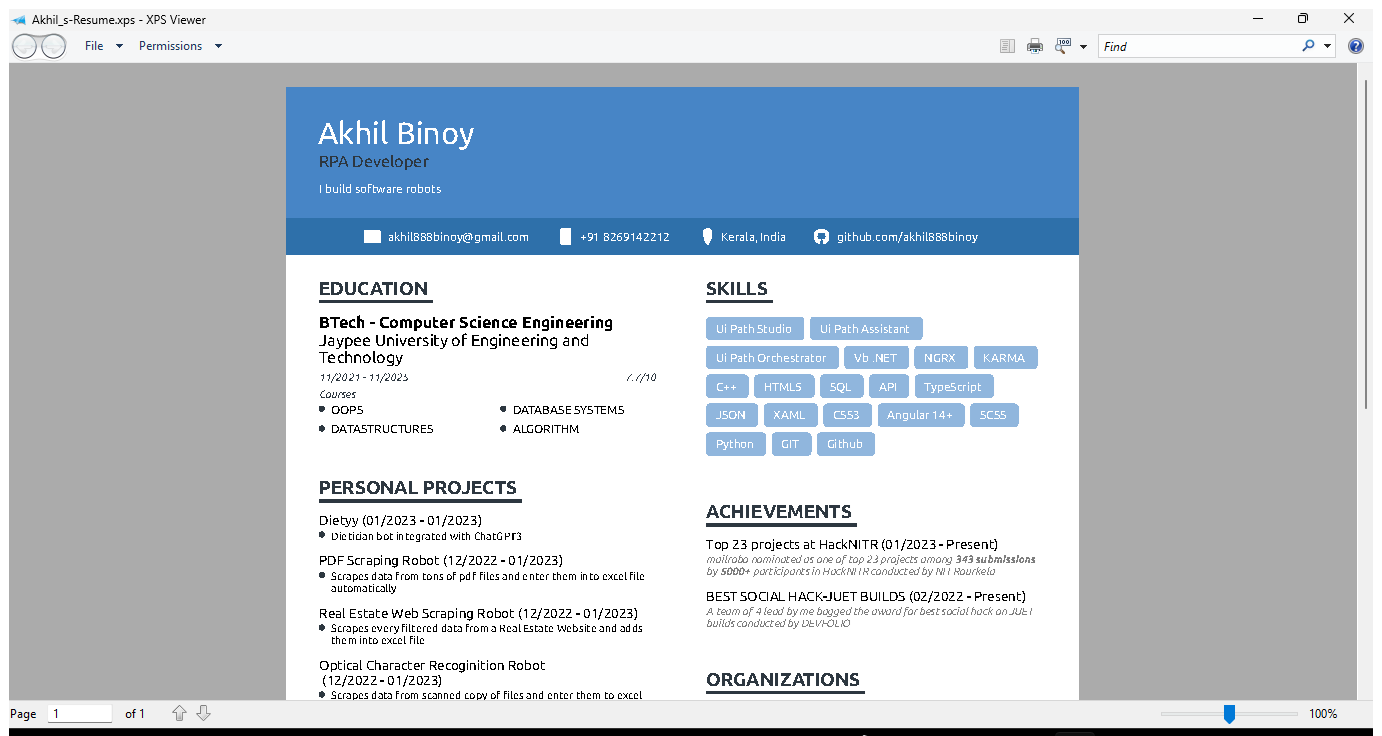 Akhil_s-Resume.xps - XPS Viewer
File Permissions
100
Find
?
Akhil Binoy
RPA Developer
I build software robots
akhil888binoy@gmail.com +91 8269142212 Kerala, India github.com/akhil888binoy
EDUCATION
BTech - Computer Science Engineering
Jaypee University of Engineering and
Technology
11/2021 - 11/2025 7.7/10
Courses
OOPS DATABASE SYSTEMS
DATASTRUCTURES ALGORITHM
PERSONAL PROJECTS
Dietyy (01/2023 - 01/2023)
Dietician bot integrated with ChatGPT3
PDF Scraping Robot (12/2022 - 01/2023)
Scrapes data from tons of pdf files and enter them into excel file
automatically
Real Estate Web Scraping Robot (12/2022 - 01/2023)
Scrapes every filtered data from a Real Estate Website and adds
them into excel file
Optical Character Recoginition Robot
(12/2022 - 01/2023)
Scrapes data from scanned copy of files and enter them to excel
SKILLS
Ui Path Studio Ui Path Assistant
Ui Path Orchestrator Vb .NET NGRX KARMA
C++ HTML5 SQL API TypeScript
JSON XAML CSS3 Angular 14+ SCSS
Python GIT Github
ACHIEVEMENTS
Top 23 projects at HackNITR (01/2023 - Present)
mailrobo nominated as one of top 23 projects among 343 submissions
by 5000+ participants in HackNITR conducted by NIT Rourkela
BEST SOCIAL HACK-JUET BUILDS (02/2022 - Present)
A team of 4 lead by me bagged the award for best social hack on JUET
builds conducted by DEVFOLIO
ORGANIZATIONS
Page 1 of 1 100%